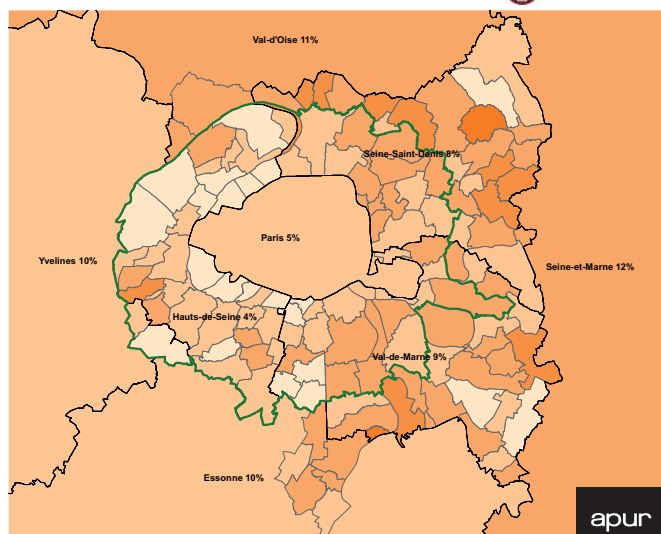 Val-d'Oise 11%
Seine-Saint-Denis 8%
Paris 5%
Yvelines 10%
Seine-et-Marne 12%
Hauts-de-Seine 4%
Val-de-Marne 9%
Essonne 10%
apur